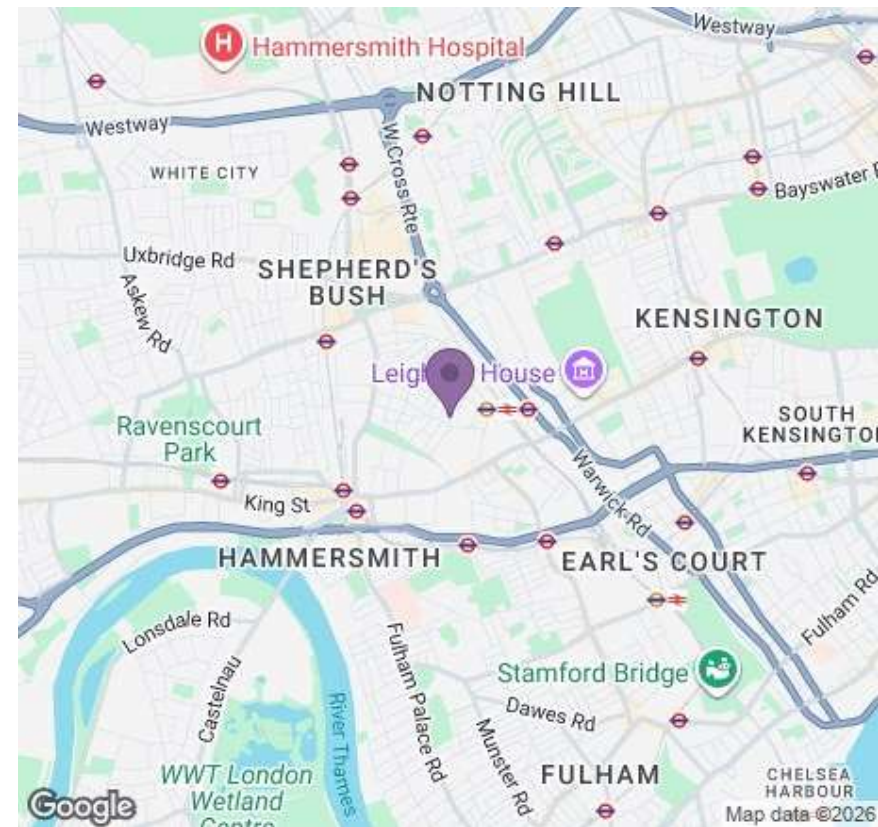 Westway
H Hammersmith Hospital
NOTTING HILL
Westway
W Cross Rte
WHITE CITY
Bayswater
Uxbridge Rd
SHEPHERD'S
BUSH
Askew Rd
KENSINGTON
House
Ravenscourt
Park
SOUTH
KENSINGTO
King St
Warwick Rd
HAMMERSMITH
EARL'S COURT
Lonsdale Rd
Fulham Rd
Castelnau
Fulham Palace Rd
River Thames
Stamford Bridge
Dawes Rd
Munster Rd
WWT London
Wetland
Centre
FULHAM
CHELSEA
HARBOUR
Google
Map data ©2026